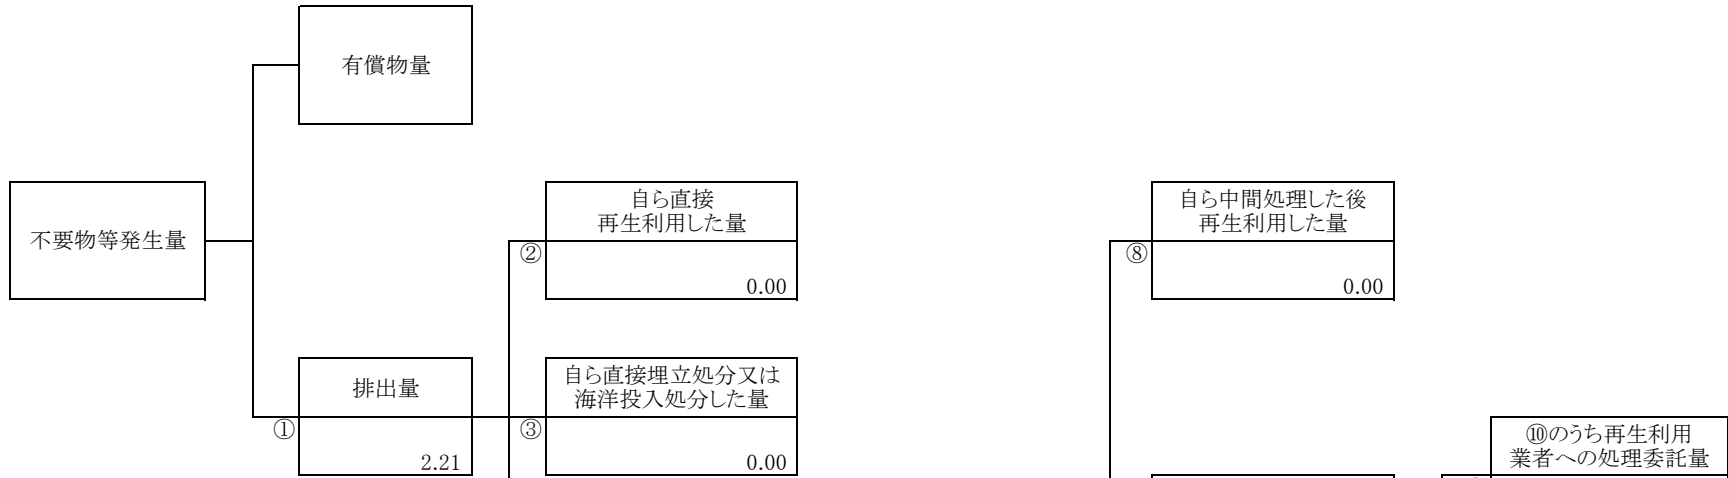 有償物量
不要物等発生量
自ら直接
再生利用した量
②
0.00
自ら中間処理した後
再生利用した量
⑧
0.00
排出量
①
2.21
自ら直接埋立処分又は
海洋投入処分した量
③
0.00
⑩のうち再生利用
業者への処理委託量